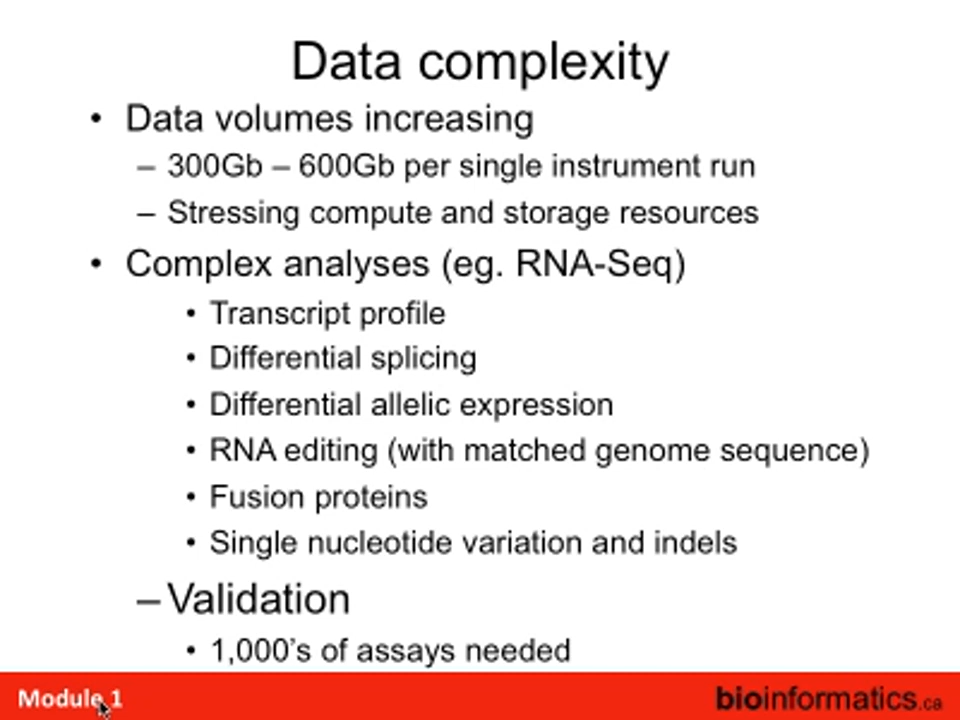 Data complexity
• Data volumes increasing
– 300Gb – 600Gb per single instrument run
– Stressing compute and storage resources
• Complex analyses (eg. RNA-Seq)
• Transcript profile
• Differential splicing
• Differential allelic expression
• RNA editing (with matched genome sequence)
• Fusion proteins
• Single nucleotide variation and indels
– Validation
• 1,000's of assays needed
Module 1
bioinformatics.ca